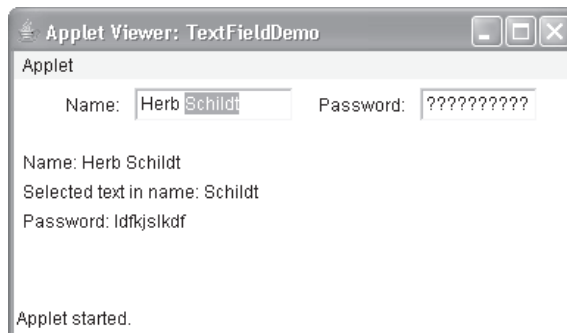 Applet Viewer: TextFieldDemo
Applet
Name: Herb Schildt Password: ??????????
Name: Herb Schildt
Selected text in name: Schildt
Password: ldfkjslkdf
Applet started.